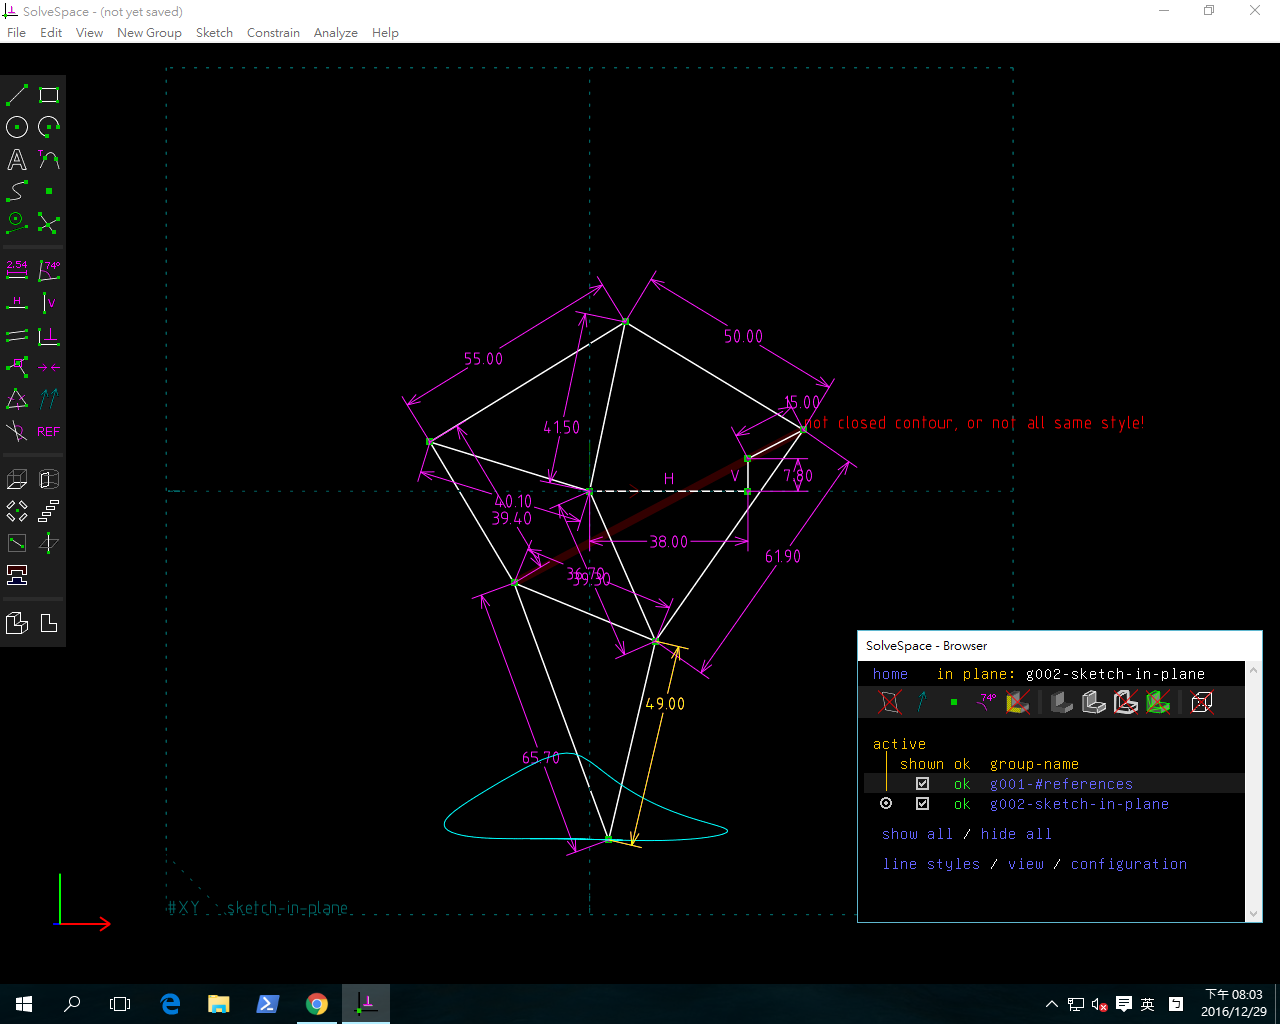 SolveSpace - (not yet saved)
File Edit View New Group Sketch Constrain Analyze Help
A T
2.54 74°
H V
REF
55.00
50.00
41.50
15.00
not closed contour, or not all same style!
H V 7.80
40.10
39.40
38.00
61.90
36.70
39.30
49.00
65.70
#XY sketch-in-plane
SolveSpace - Browser
home in plane: g002-sketch-in-plane
74°
active
shown ok group-name
ok g001-#references
ok g002-sketch-in-plane
show all / hide all
line styles / view / configuration
英
下午 08:03
2016/12/29